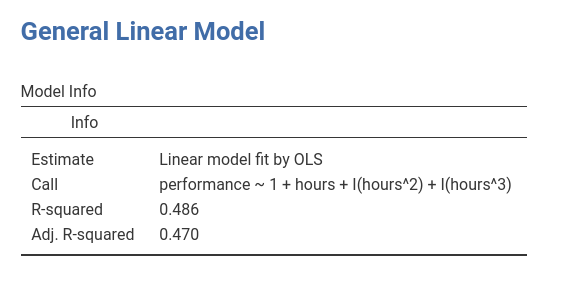 General Linear Model
Model Info
Info
Estimate Linear model fit by OLS
Call performance ~ 1 + hours + I(hours^2) + I(hours^3)
R-squared 0.486
Adj. R-squared 0.470